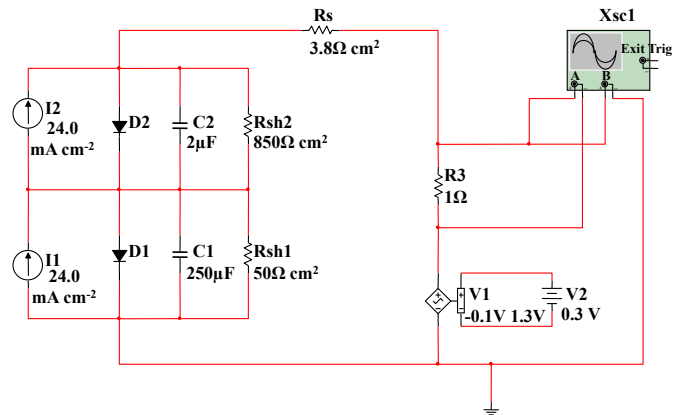 Xsc1
Exit Trig
A
B
Rs
3.8Ω cm²
I2
24.0
mA cm⁻²
D2
C2
2µF
Rsh2
850Ω cm²
R3
1Ω
I1
24.0
mA cm⁻²
D1
C1
250µF
Rsh1
50Ω cm²
V1
-0.1V 1.3V
V2
0.3 V